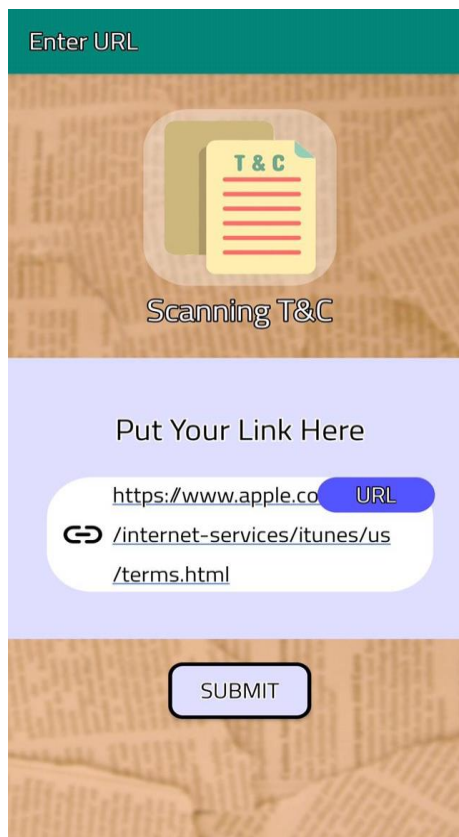 Enter URL
T & C
Scanning T&C
Put Your Link Here
https://www.apple.co
URL
/internet-services/itunes/us
/terms.html
SUBMIT